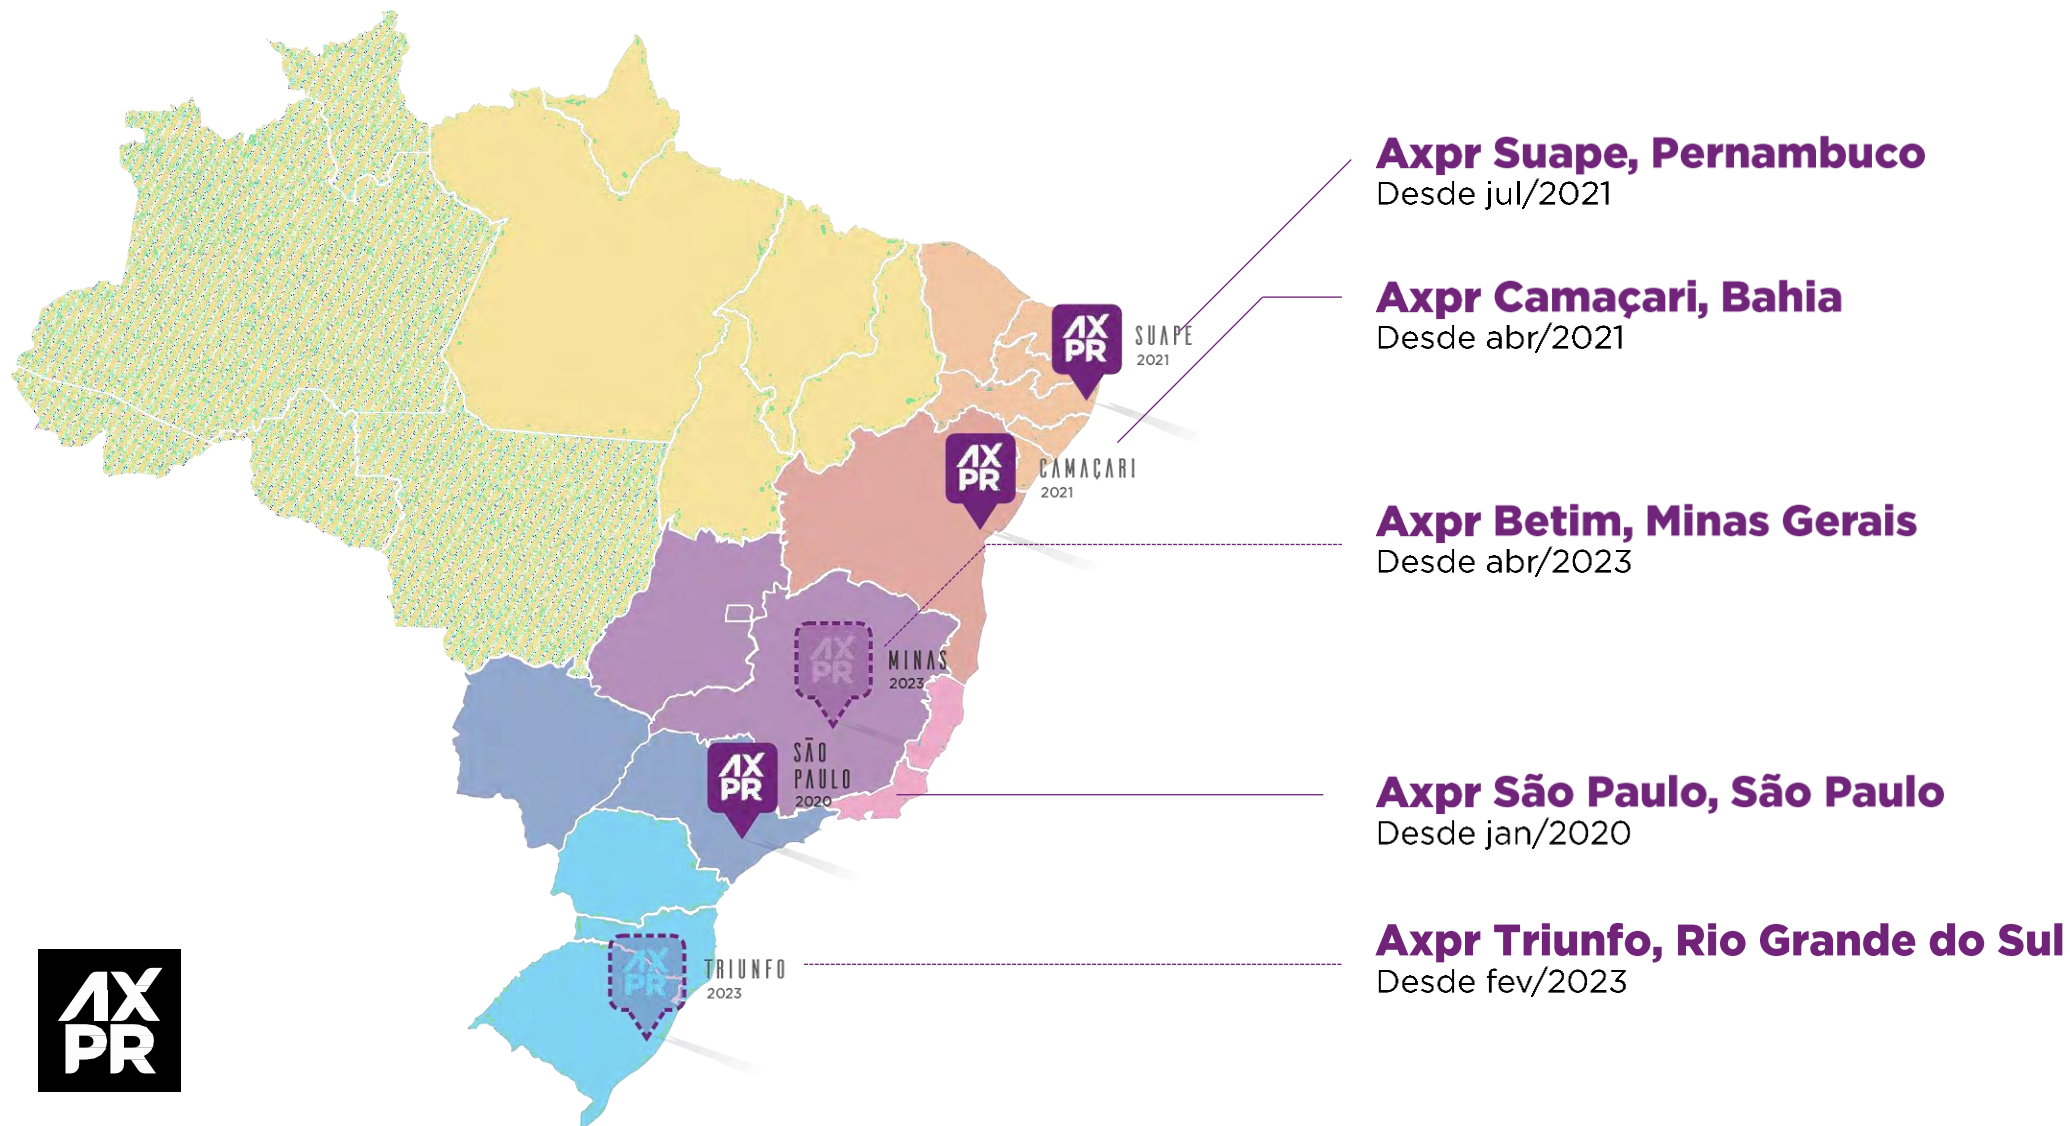 Axpr Suape, Pernambuco
Desde jul/2021
Axpr Camaçari, Bahia
Desde abr/2021
Axpr Betim, Minas Gerais
Desde abr/2023
Axpr São Paulo, São Paulo
Desde jan/2020
Axpr Triunfo, Rio Grande do Sul
Desde fev/2023
AX
PR
SUAPE
2021
AX
PR
CAMAÇARI
2021
AX
PR
MINAS
2023
AX
PR
SÃO
PAULO
2020
AX
PR
TRIUNFO
2023
AX
PR